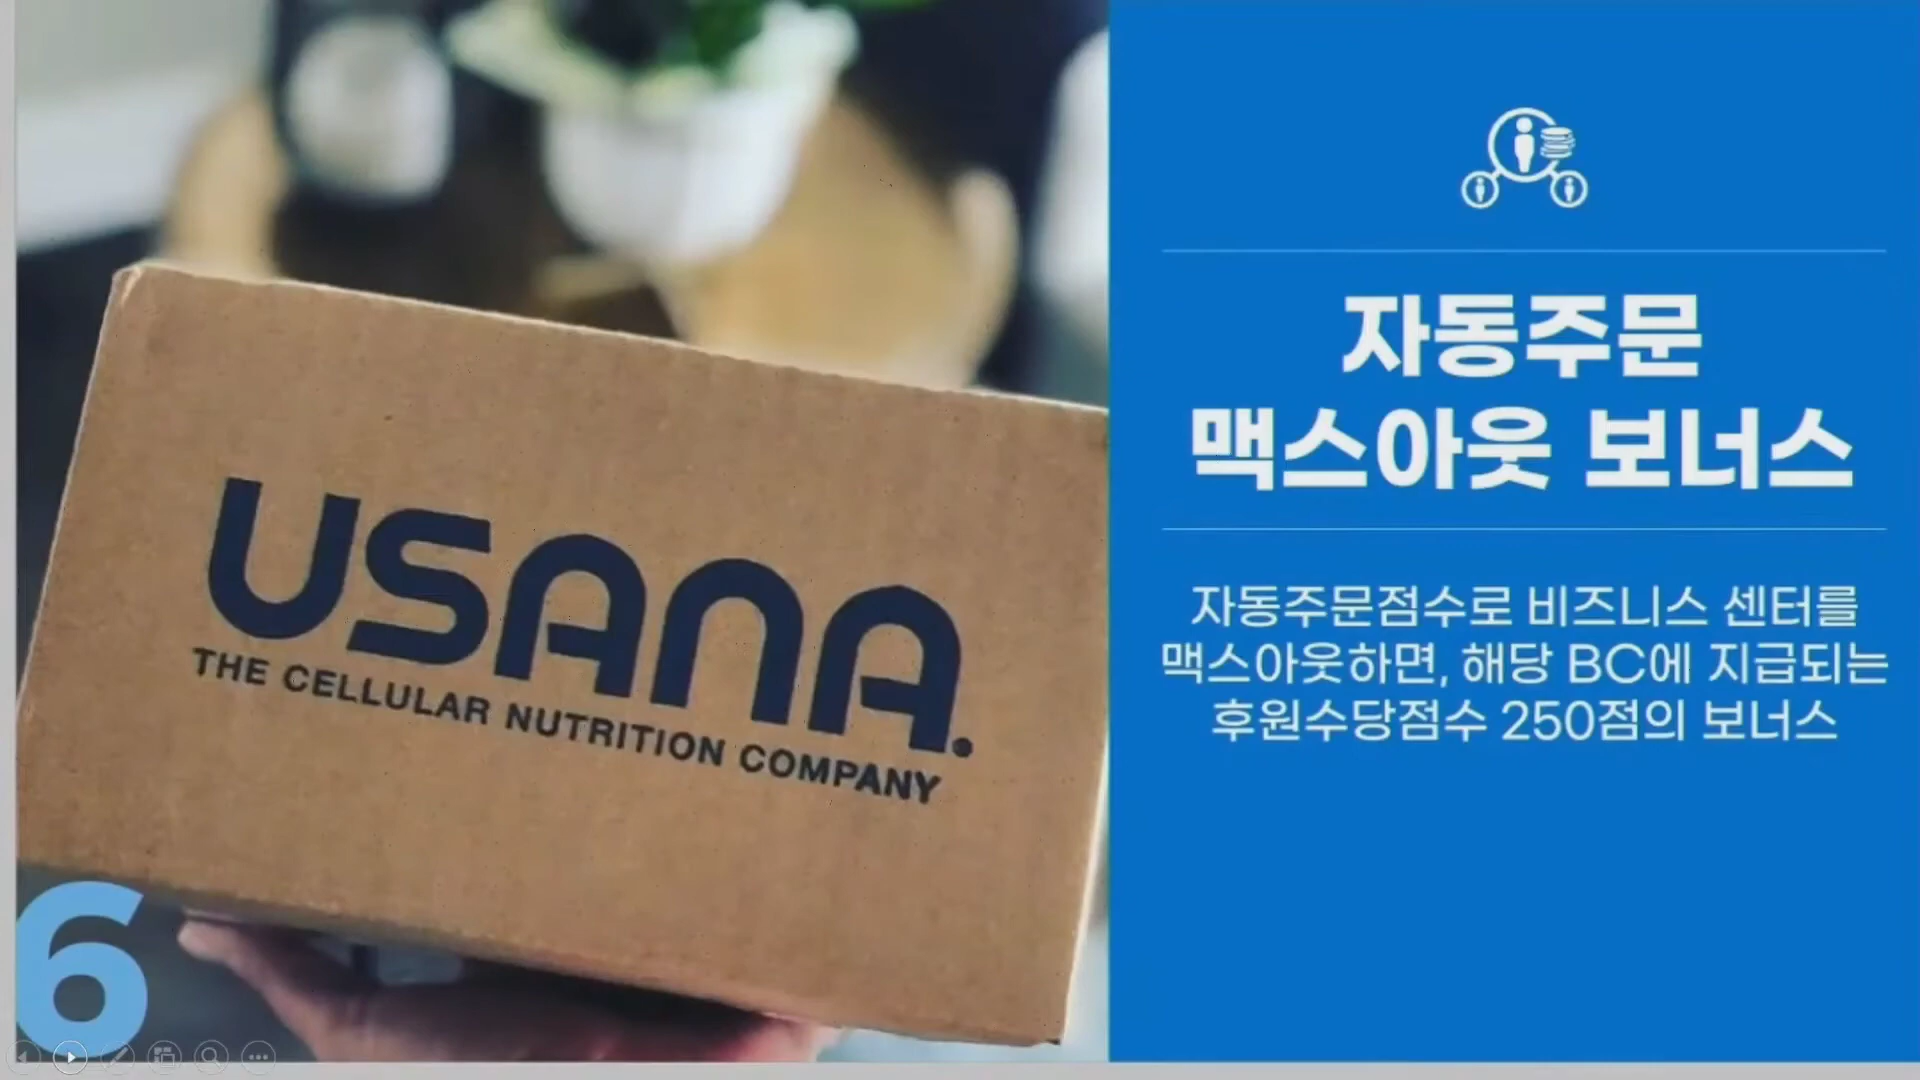 USANA.
THE CELLULAR NUTRITION COMPANY
6
자동주문
맥스아웃 보너스
자동주문점수로 비즈니스 센터를
맥스아웃하면, 해당 BC에 지급되는
후원수당점수 250점의 보너스